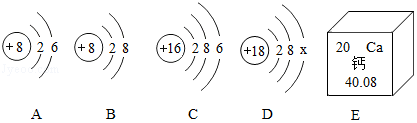 +8 2 6
+8 2 8
+16 2 8 6
+18 2 8 x
20 Ca
钙
40.08
A B C D E